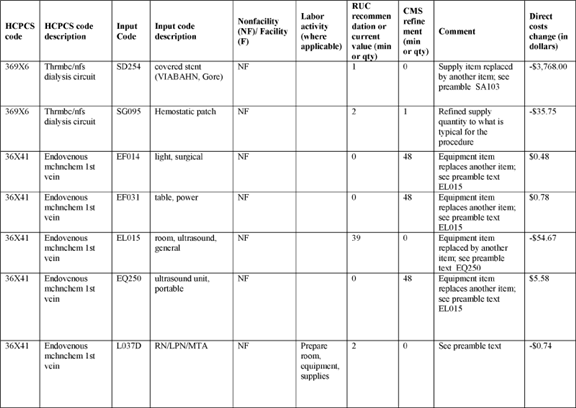 HCPCS
code
HCPCS code
description
Input
Code
Input code
description
Nonfacility
(NF)/ Facility
(F)
Labor
activity
(where
applicable)
RUC
recommen
dation or
current
value (min
or qty)
CMS
refine
ment
(min
or qty)
Comment
Direct
costs
change (in
dollars)
369X6
Thrmbc/nfs
dialysis circuit
SD254
covered stent
(VIABAHN, Gore)
NF
1
0
Supply item replaced
by another item; see
preamble SA103
-$3,768.00
369X6
Thrmbc/nfs
dialysis circuit
SG095
Hemostatic patch
NF
2
1
Refined supply
quantity to what is
typical for the
procedure
-$35.75
36X41
Endovenous
mchnchem 1st
vein
EF014
light, surgical
NF
0
48
Equipment item
replaces another item;
see preamble text
EL015
$0.48
36X41
Endovenous
mchnchem 1st
vein
EF031
table, power
NF
0
48
Equipment item
replaces another item;
see preamble text
EL015
$0.78
36X41
Endovenous
mchnchem 1st
vein
EL015
room, ultrasound,
general
NF
39
0
Equipment item
replaced by another
item; see preamble
text EQ250
-$54.67
36X41
Endovenous
mchnchem 1st
vein
EQ250
ultrasound unit,
portable
NF
0
48
Equipment item
replaces another item;
see preamble text
EL015
$5.58
36X41
Endovenous
mchnchem 1st
vein
L037D
RN/LPN/MTA
NF
Prepare
room,
equipment,
supplies
2
0
See preamble text
-$0.74